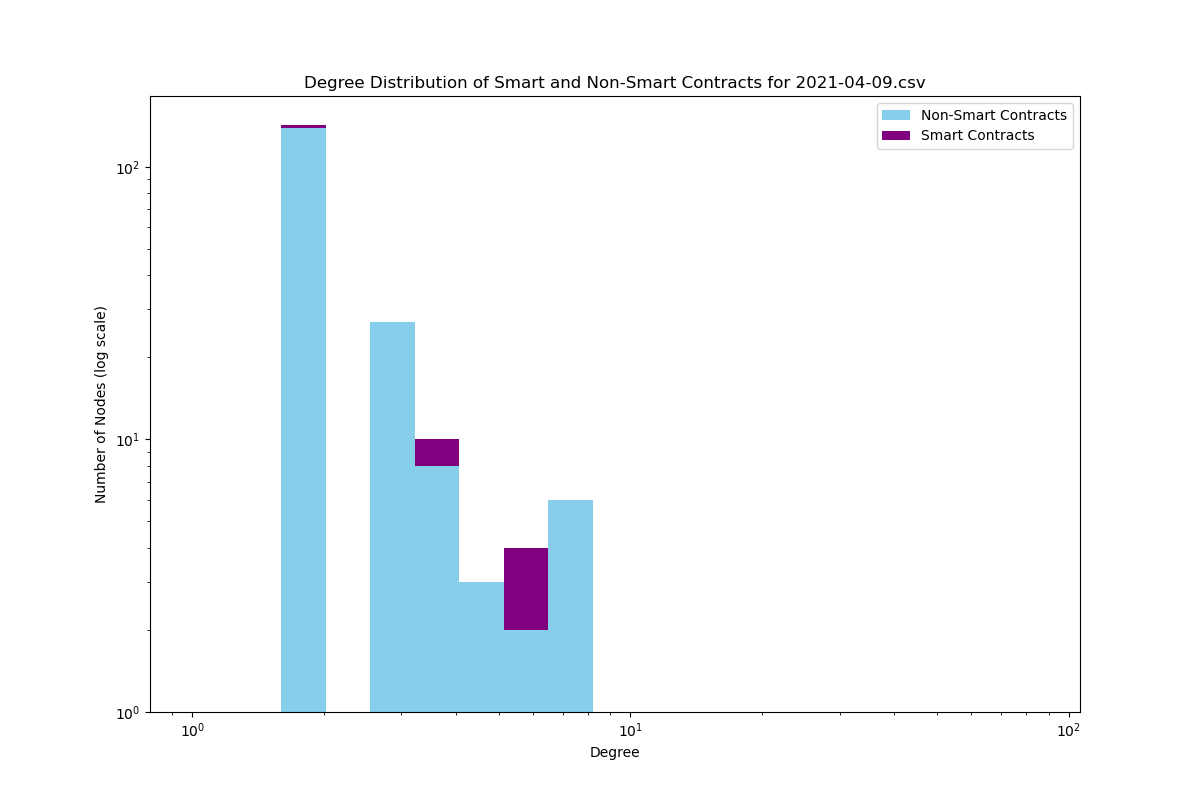 Degree Distribution of Smart and Non-Smart Contracts for 2021-04-09.csv
Non-Smart Contracts
Smart Contracts
Number of Nodes (log scale)
10²
10¹
10⁰
10⁰ 10¹ 10²
Degree